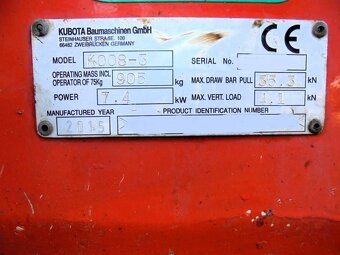 KUBOTA Baumaschinen GmbH
STEINHAUSER STRAßE 100
66482 ZWEIBRÜCKEN GERMANY
CE
MODEL K008-3 SERIAL No.
OPERATING MASS INCL. OPERATOR OF 75Kg 905 kg MAX. DRAW BAR PULL kN
POWER 7.4 kW MAX. VERT. LOAD kN
MANUFACTURED YEAR PRODUCT IDENTIFICATION NUMBER
2015